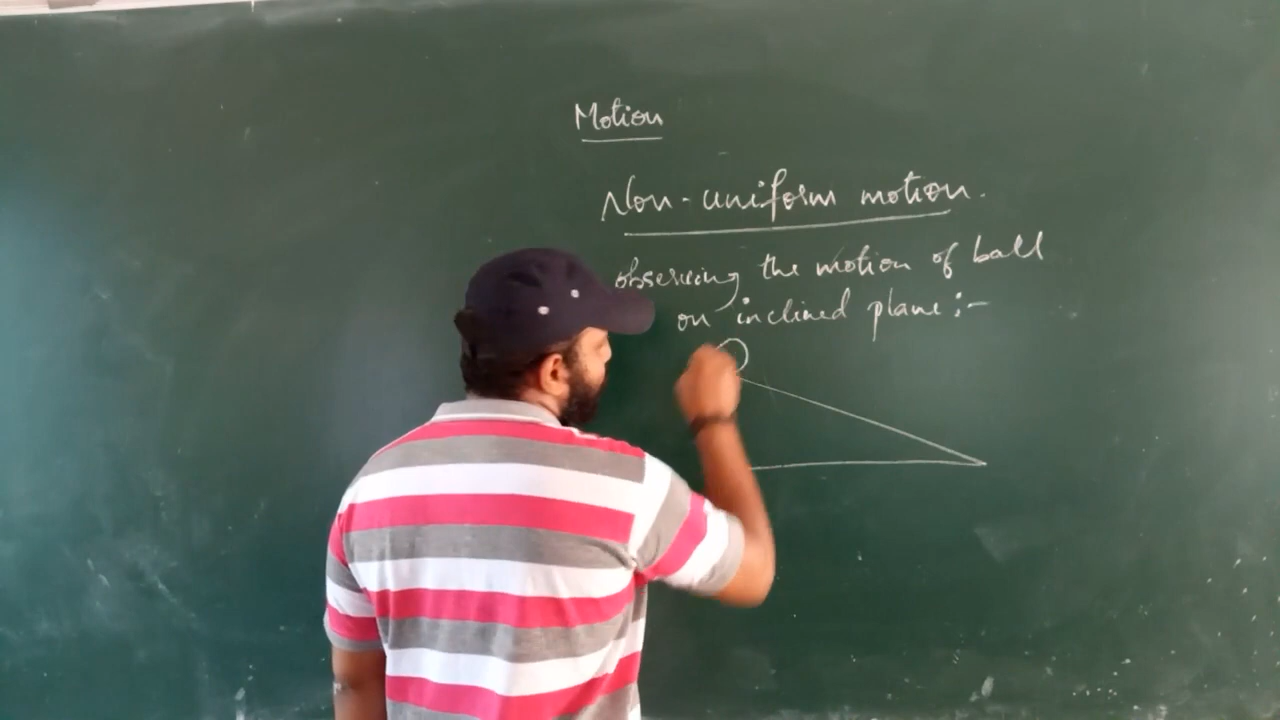 Motion
Non-uniform motion.
observing the motion of ball
on inclined plane :-